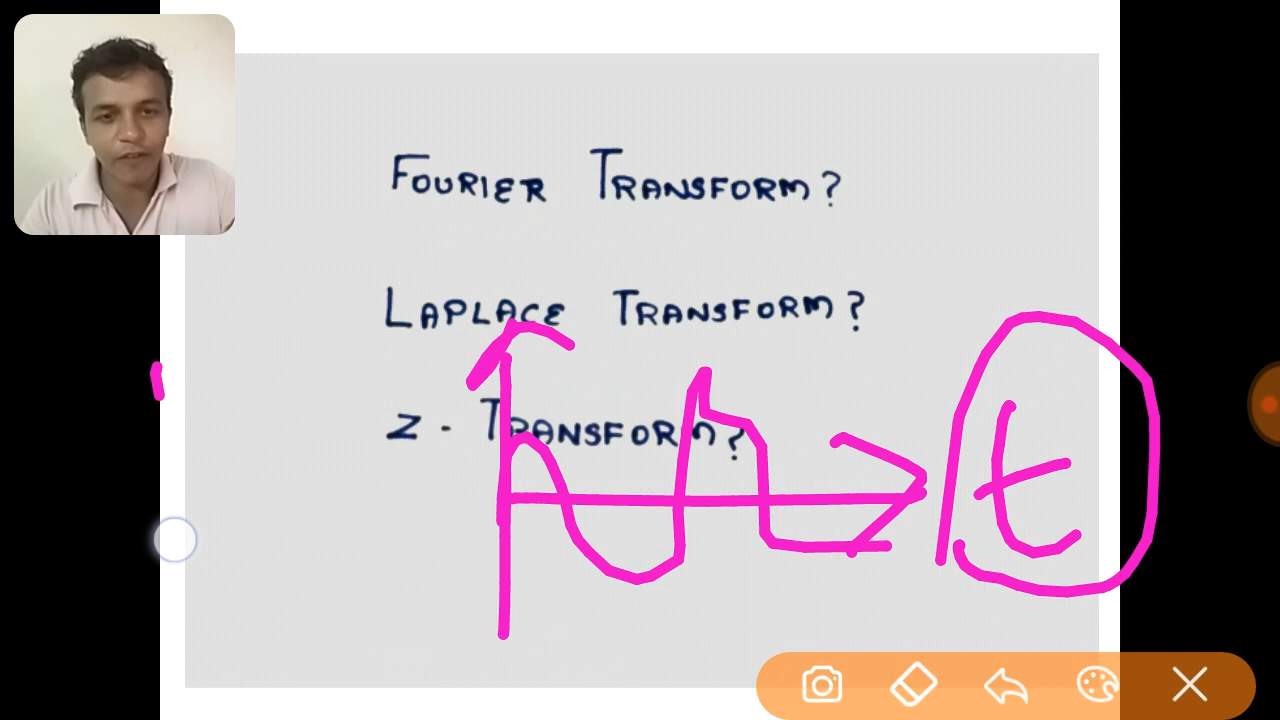 FOURIER TRANSFORM?
LAPLACE TRANSFORM?
Z - TRANSFORM?
t